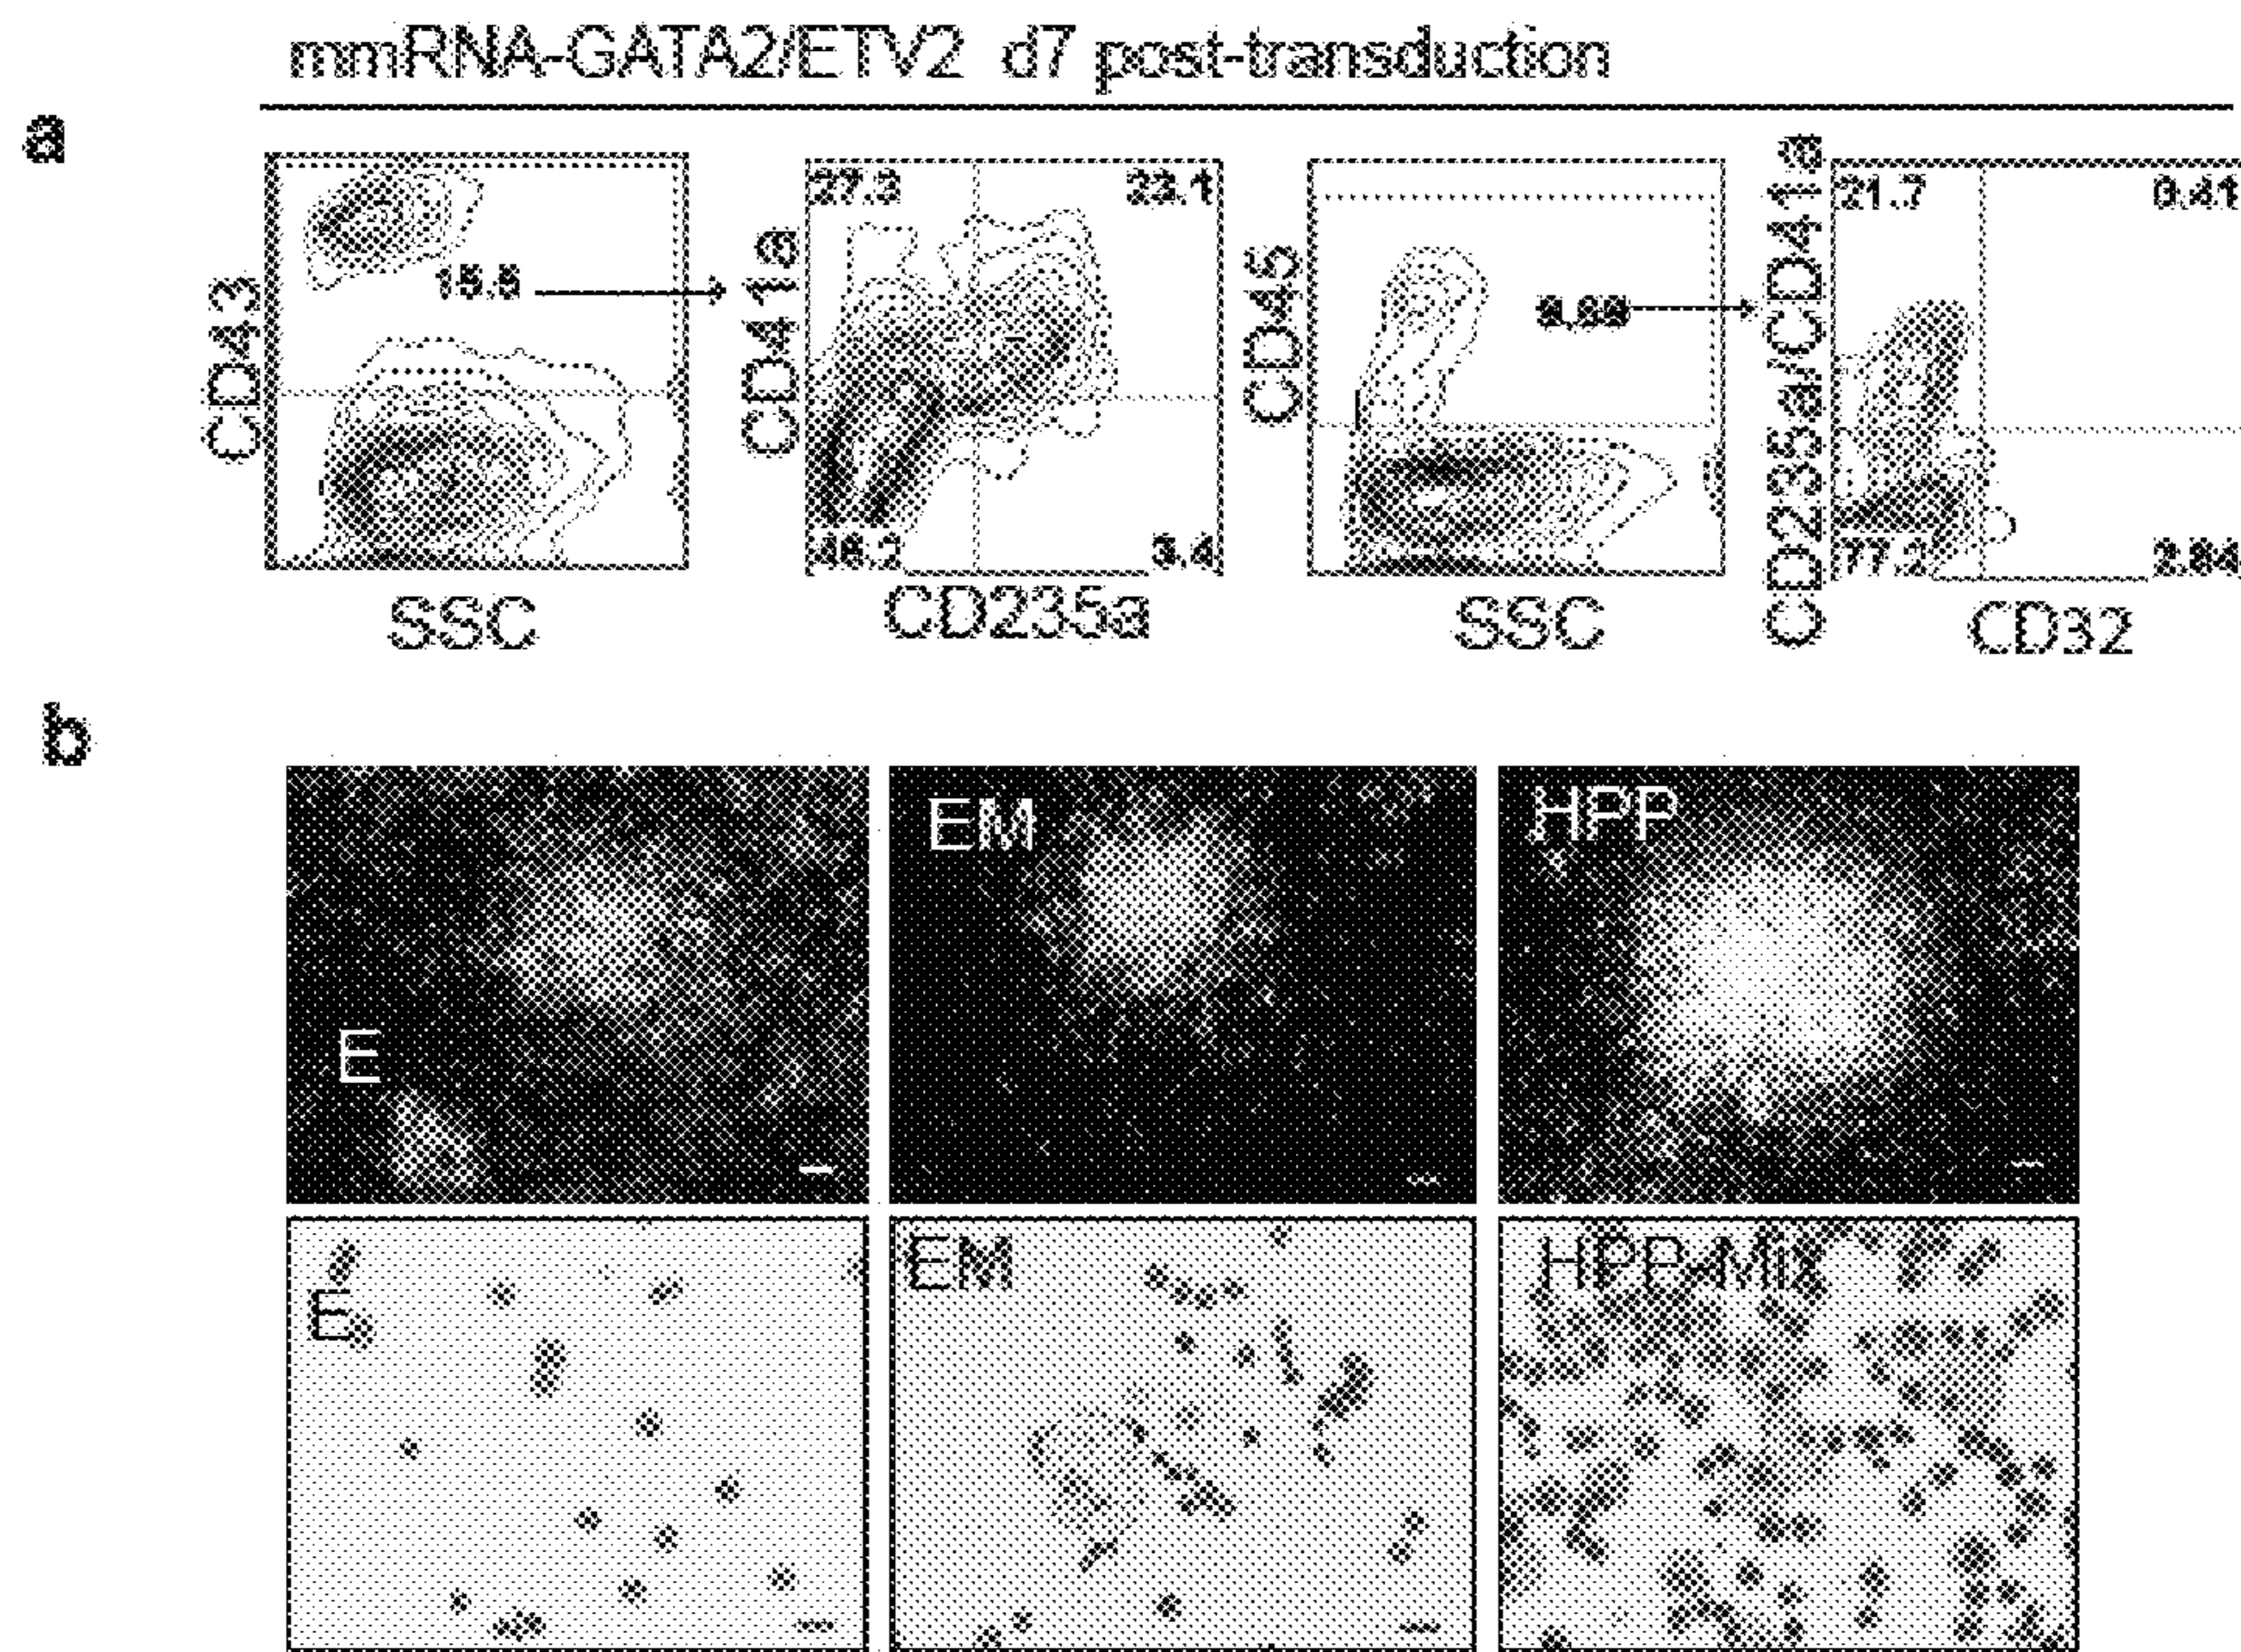 mmRNA-GATA2/ETV2 d7 post-transduction
a
CD43
15.5
SSC
CD41a
27.3 23.1
3.4
CD235a
CD45
SSC
CD235a/CD41a
21.7 0.41
77.2 2.84
CD32
b
E
EM
HPP
E
EM
HPP-Mix